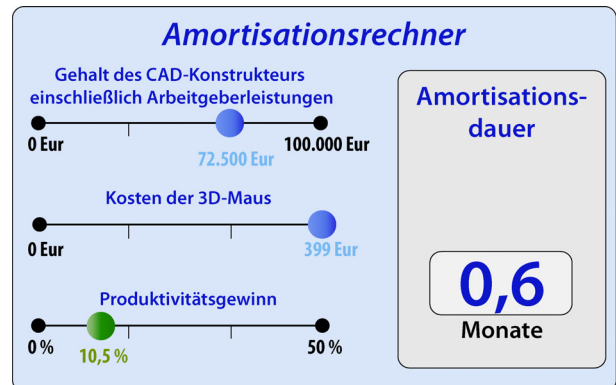 Amortisationsrechner
Gehalt des CAD-Konstrukteurs
einschließlich Arbeitgeberleistungen
0 Eur
100.000 Eur
72.500 Eur
Kosten der 3D-Maus
0 Eur
399 Eur
Produktivitätsgewinn
0 %
50 %
10,5 %
Amortisations-
dauer
0,6
Monate